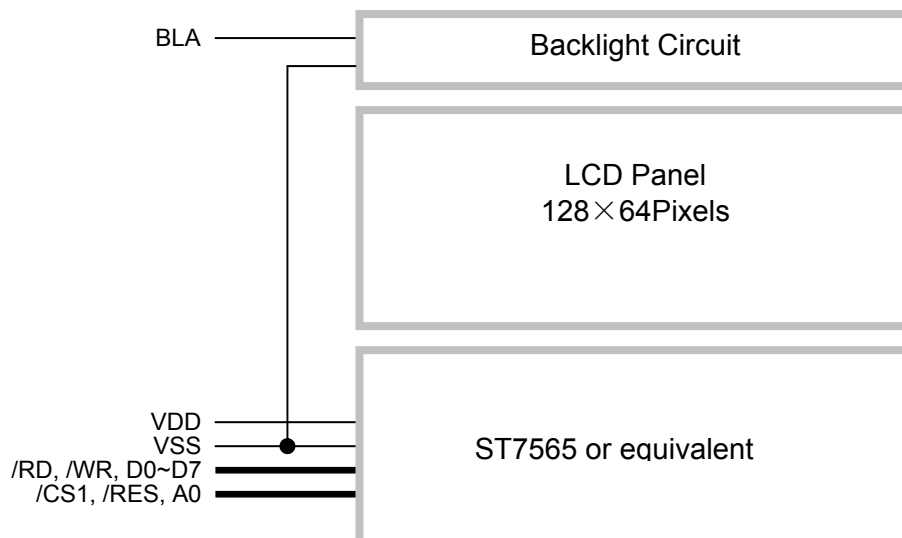 BLA
Backlight Circuit
LCD Panel
128×64Pixels
VDD
VSS
/RD, /WR, D0~D7
/CS1, /RES, A0
ST7565 or equivalent